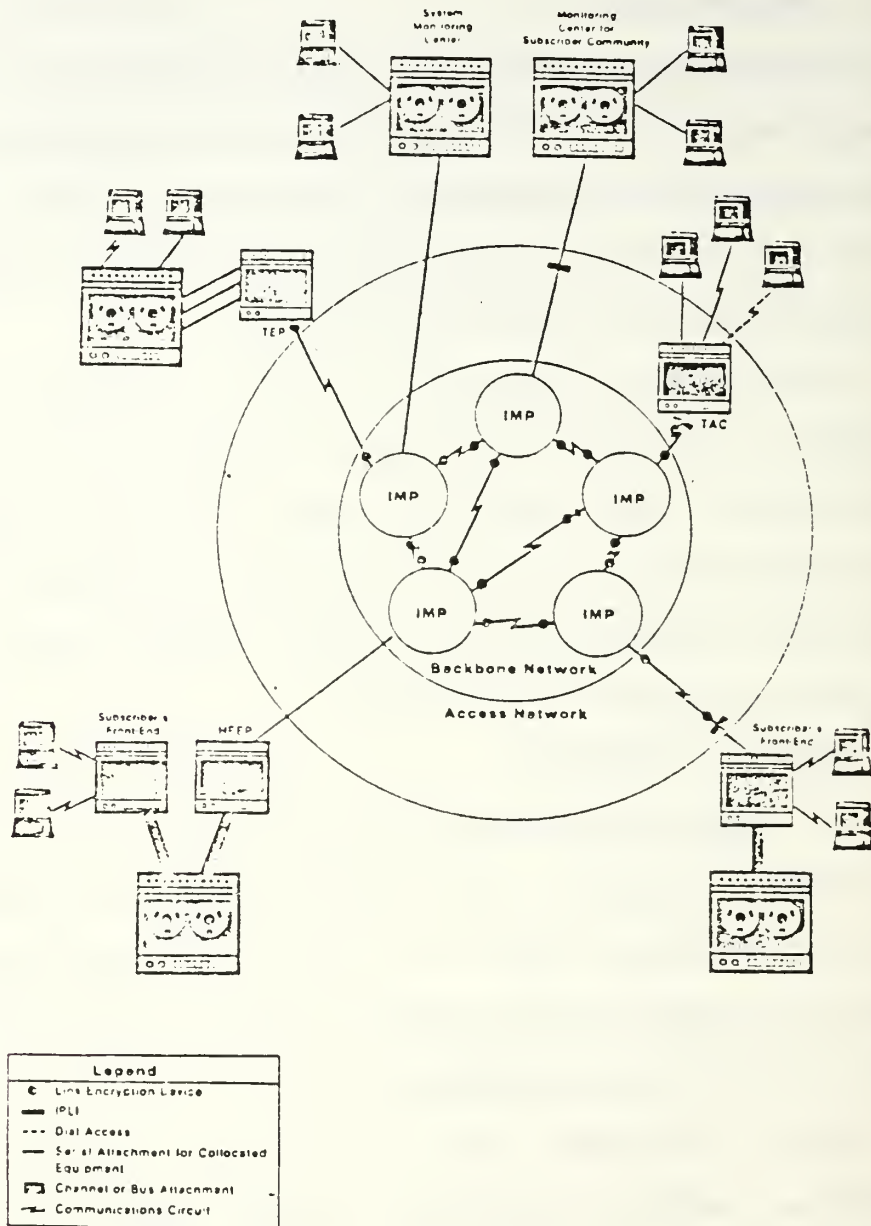 System
Monitoring
Center
Monitoring
Center for
Subscriber Community
TEP
TAC
IMP
IMP
IMP
IMP
IMP
Backbone Network
Access Network
Subscriber's
Front-End
HFEP
Subscriber's
Front-End
Legend
Link Encryption Device
IPLI
Dial Access
Serial Attachment for Collocated
Equipment
Channel or Bus Attachment
Communications Circuit